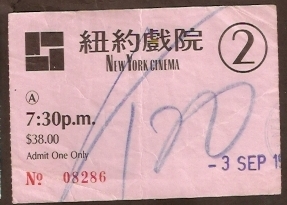 紐約戲院
NEW YORK CINEMA
2
A
7:30p.m.
$38.00
Admit One Only
- 3 SEP 19
No 08286